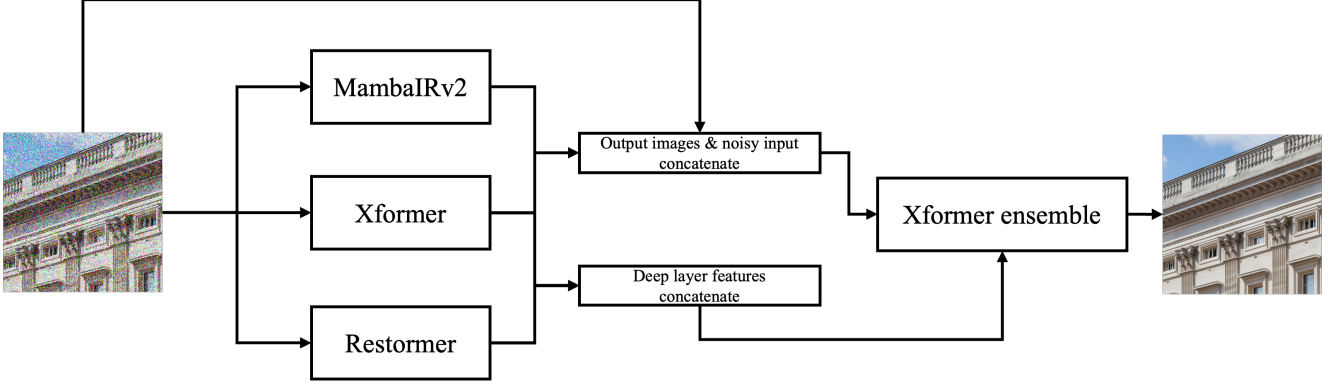 MambaIRv2
Xformer
Restormer
Output images & noisy input
concatenate
Deep layer features
concatenate
Xformer ensemble